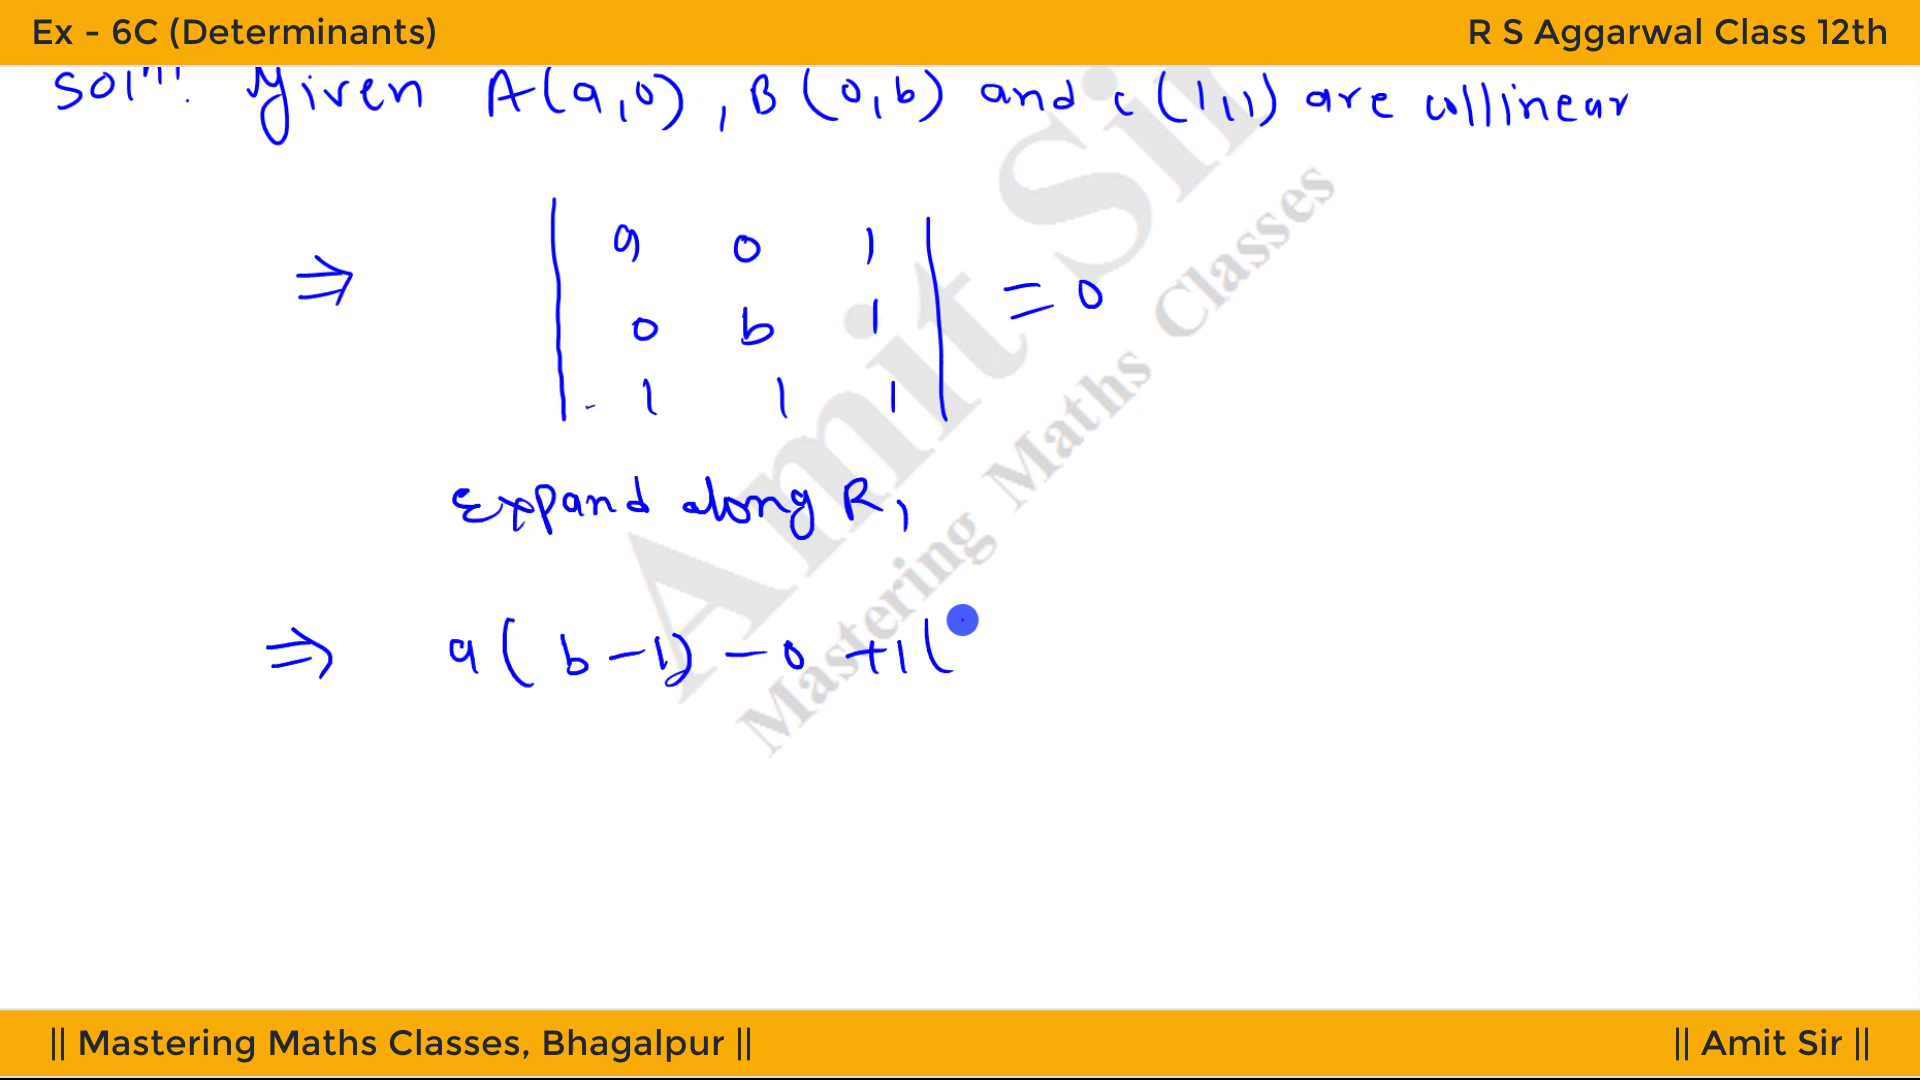 Ex - 6C (Determinants)
R S Aggarwal Class 12th
Solⁿ: Given A(a,0), B(0,b) and C(1,1) are collinear
⇒ | a 0 1 |
| 0 b 1 | = 0
| 1 1 1 |
Expand along R₁
⇒ a(b-1) - 0 + 1(
Amit Sir
Mastering Maths Classes
|| Mastering Maths Classes, Bhagalpur ||
|| Amit Sir ||